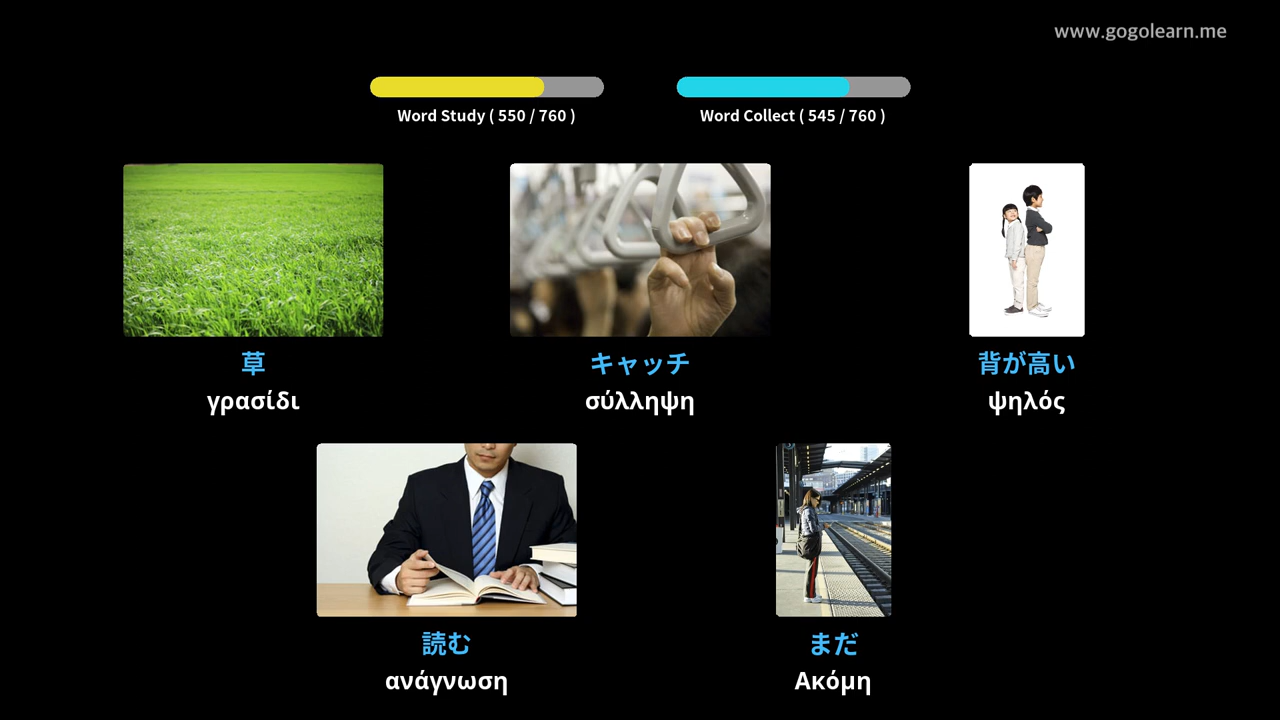 www.gogolearn.me
Word Study ( 550 / 760 )
Word Collect ( 545 / 760 )
草
γρασίδι
キャッチ
σύλληψη
背が高い
ψηλός
読む
ανάγνωση
まだ
Ακόμη